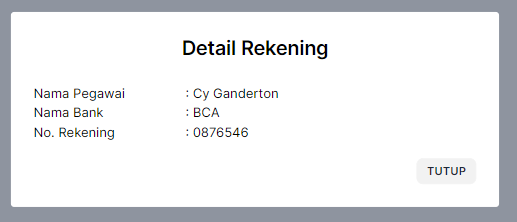 Detail Rekening
Nama Pegawai : Cy Ganderton
Nama Bank : BCA
No. Rekening : 0876546
TUTUP